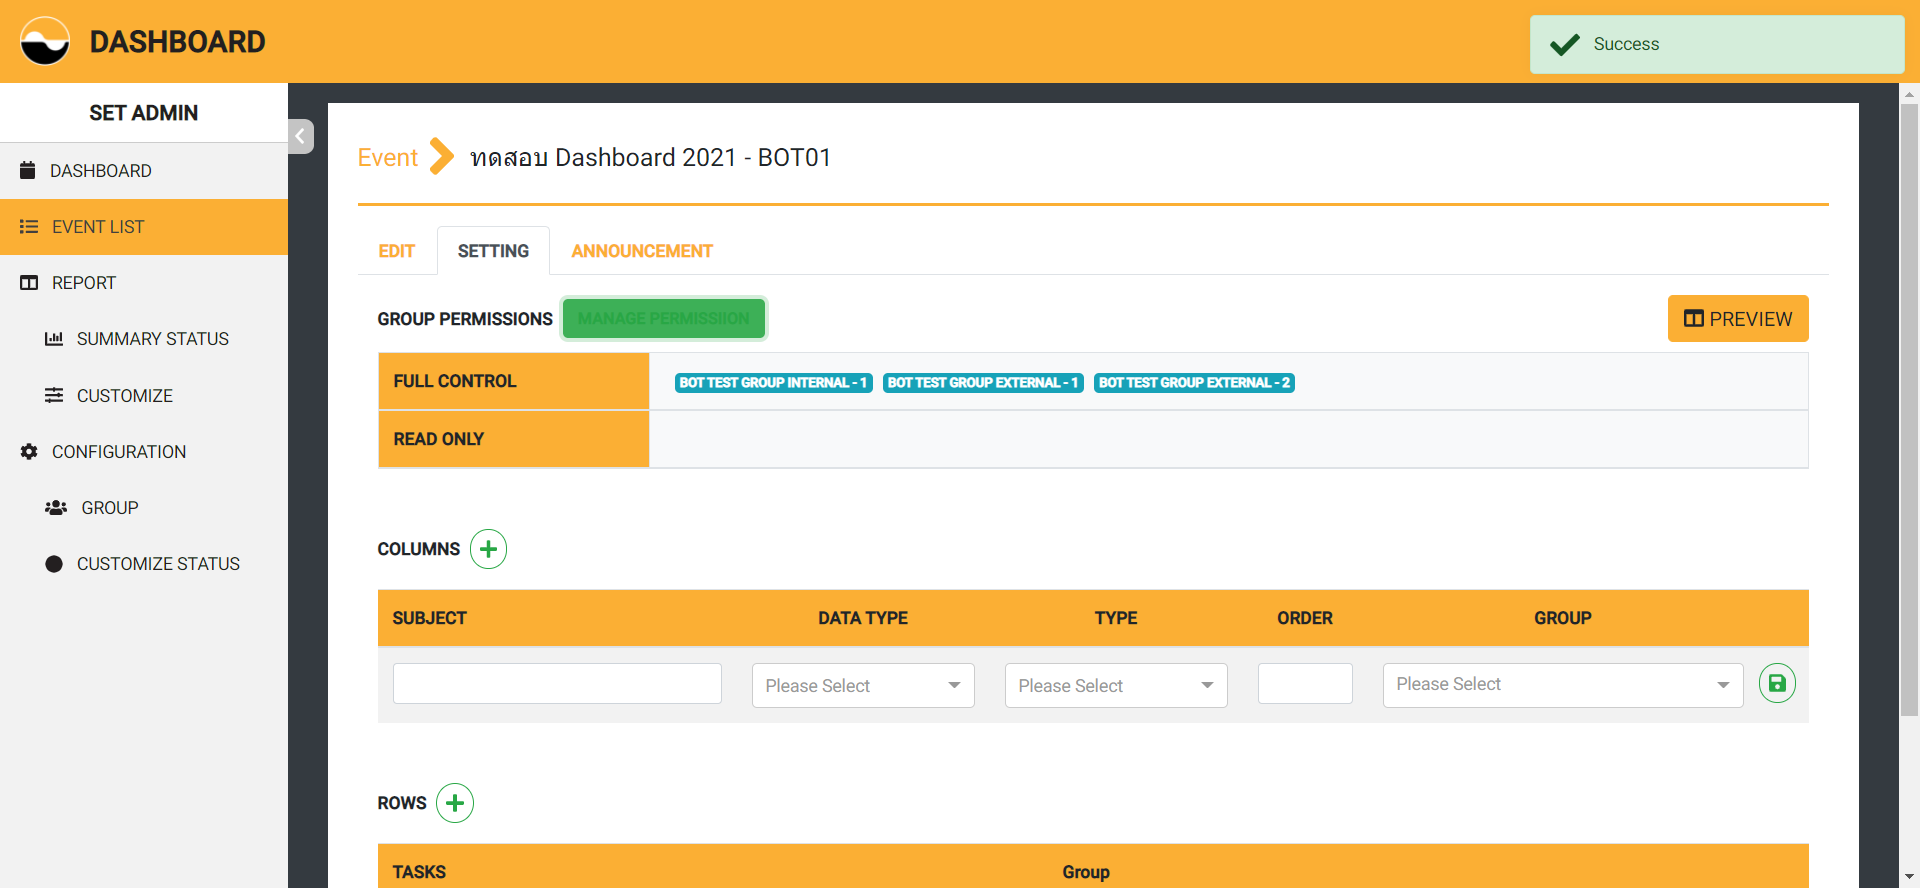 DASHBOARD
Success
SET ADMIN
DASHBOARD
EVENT LIST
REPORT
SUMMARY STATUS
CUSTOMIZE
CONFIGURATION
GROUP
CUSTOMIZE STATUS
Event ทดสอบ Dashboard 2021 - BOT01
EDIT SETTING ANNOUNCEMENT
GROUP PERMISSIONS MANAGE PERMISSIION PREVIEW
FULL CONTROL BOT TEST GROUP INTERNAL - 1 BOT TEST GROUP EXTERNAL - 1 BOT TEST GROUP EXTERNAL - 2
READ ONLY
COLUMNS
SUBJECT DATA TYPE TYPE ORDER GROUP
Please Select Please Select Please Select
ROWS
TASKS Group